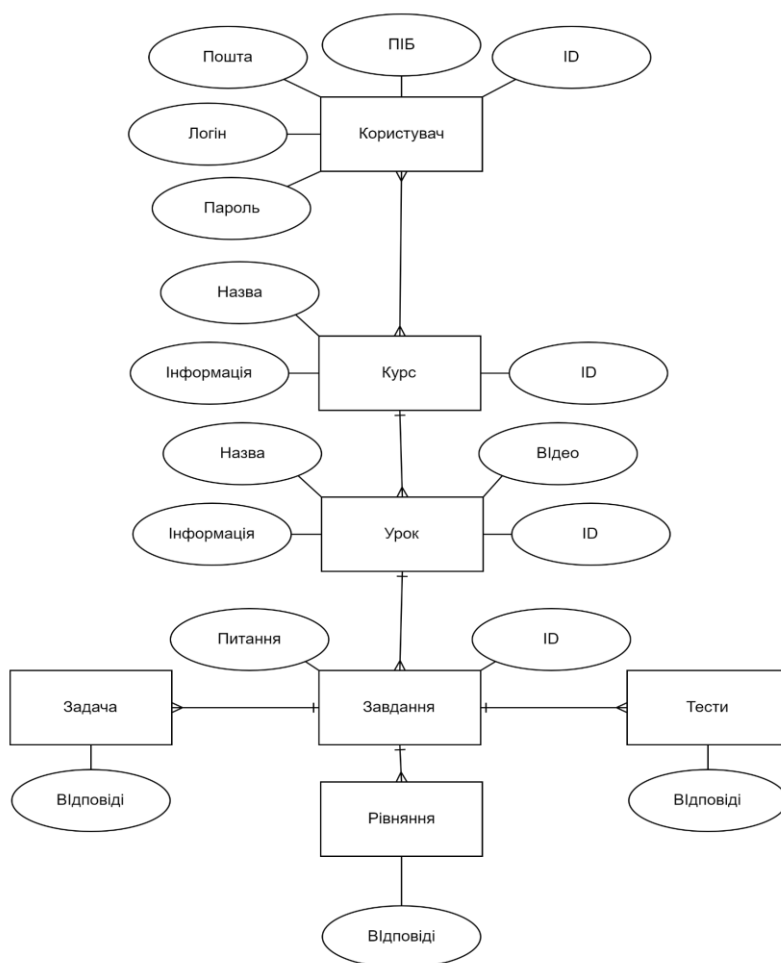 ПІБ
Пошта
ID
Користувач
Логін
Пароль
Назва
Інформація
Курс
ID
Назва
ВІдео
Інформація
Урок
ID
Питання
ID
Задача
Завдання
Тести
ВІдповіді
Рівняння
ВІдповіді
ВІдповіді